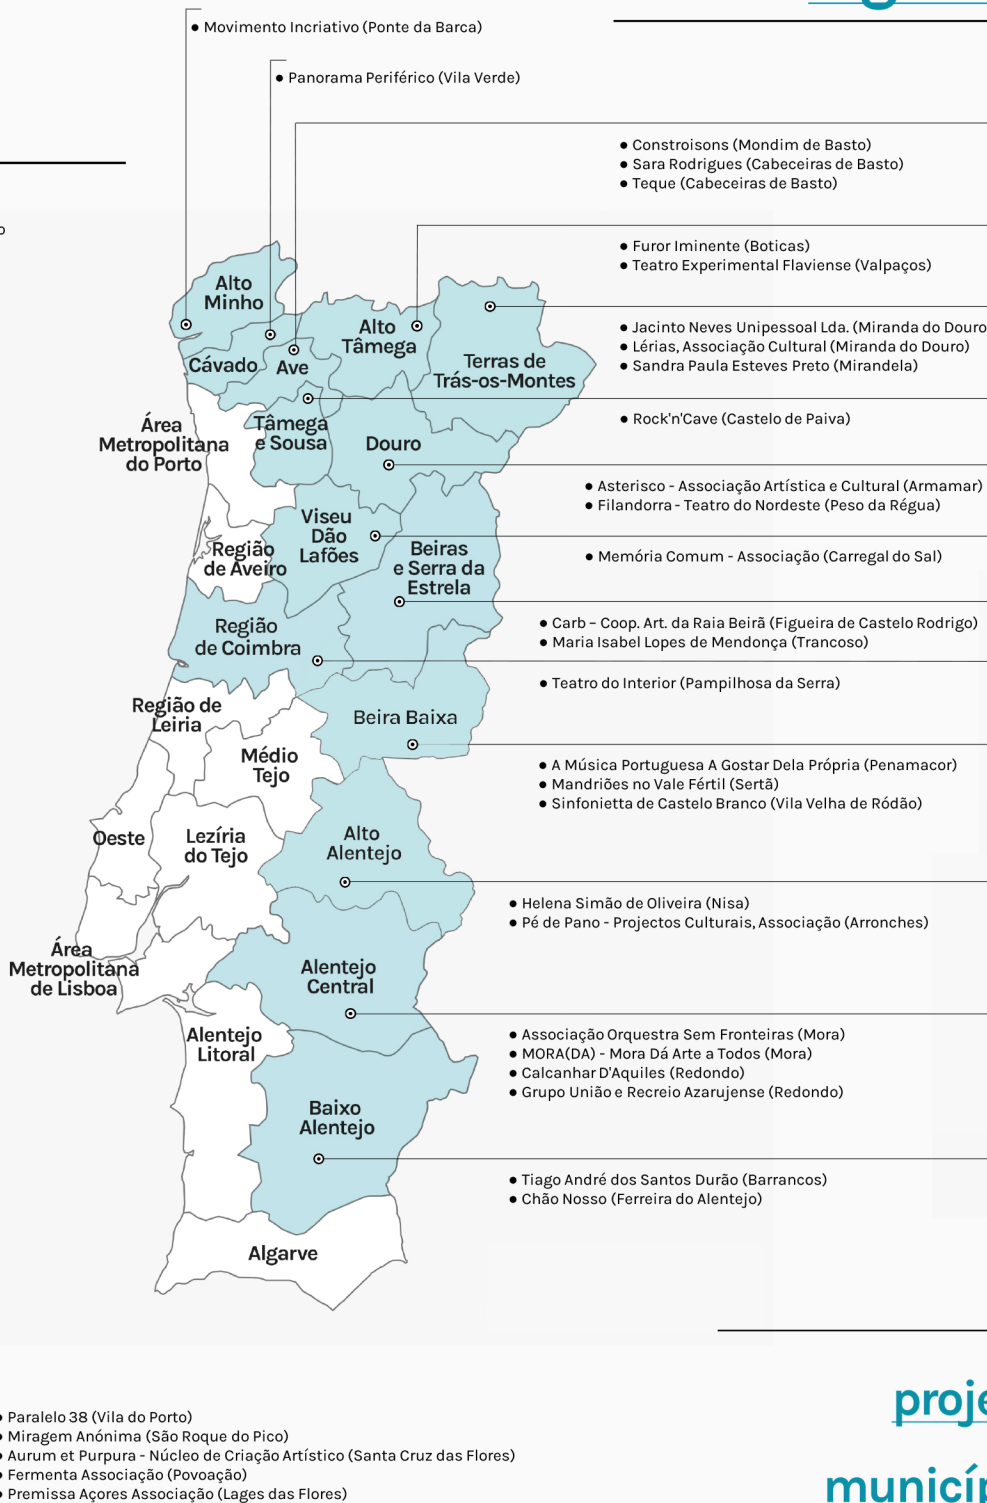 ● Movimento Incriativo (Ponte da Barca)
● Panorama Periférico (Vila Verde)
● Constroisons (Mondim de Basto)
● Sara Rodrigues (Cabeceiras de Basto)
● Teque (Cabeceiras de Basto)
● Furor Iminente (Boticas)
● Teatro Experimental Flaviense (Valpaços)
● Jacinto Neves Unipessoal Lda. (Miranda do Douro
● Lérias, Associação Cultural (Miranda do Douro)
● Sandra Paula Esteves Preto (Mirandela)
● Rock'n'Cave (Castelo de Paiva)
● Asterisco - Associação Artística e Cultural (Armamar)
● Filandorra - Teatro do Nordeste (Peso da Régua)
● Memória Comum - Associação (Carregal do Sal)
● Carb – Coop. Art. da Raia Beirã (Figueira de Castelo Rodrigo)
● Maria Isabel Lopes de Mendonça (Trancoso)
● Teatro do Interior (Pampilhosa da Serra)
● A Música Portuguesa A Gostar Dela Própria (Penamacor)
● Mandriões no Vale Fértil (Sertã)
● Sinfonietta de Castelo Branco (Vila Velha de Ródão)
● Helena Simão de Oliveira (Nisa)
● Pé de Pano - Projectos Culturais, Associação (Arronches)
● Associação Orquestra Sem Fronteiras (Mora)
● MORA(DA) - Mora Dá Arte a Todos (Mora)
● Calcanhar D'Aquiles (Redondo)
● Grupo União e Recreio Azarujense (Redondo)
● Tiago André dos Santos Durão (Barrancos)
● Chão Nosso (Ferreira do Alentejo)
Alto
Minho
Cávado
Ave
Alto
Tâmega
Terras de
Trás-os-Montes
Área
Metropolitana
do Porto
Tâmega
e Sousa
Douro
Viseu
Dão
Lafões
Região
de Aveiro
Beiras
e Serra da
Estrela
Região
de Coimbra
Região de
Leiria
Beira Baixa
Médio
Tejo
Oeste
Lezíria
do Tejo
Alto
Alentejo
Área
Metropolitana
de Lisboa
Alentejo
Central
Alentejo
Litoral
Baixo
Alentejo
Algarve
● Paralelo 38 (Vila do Porto)
● Miragem Anónima (São Roque do Pico)
● Aurum et Purpura - Núcleo de Criação Artístico (Santa Cruz das Flores)
● Fermenta Associação (Povoação)
● Premissa Açores Associação (Lages das Flores)
proje
municíp